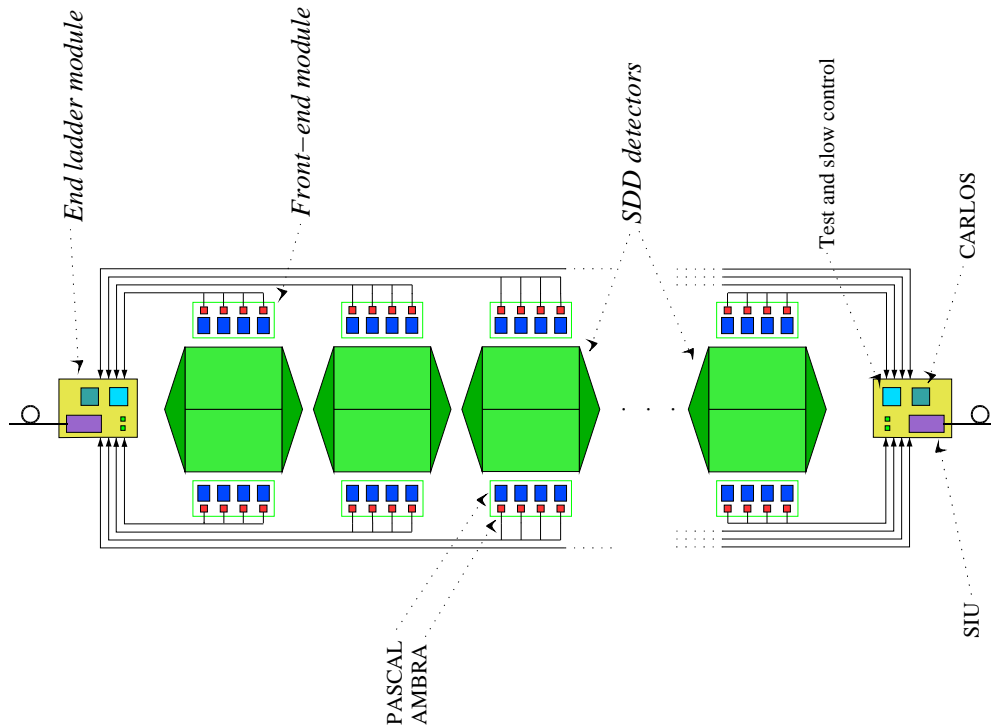 End ladder module
Front−end module
SDD detectors
Test and slow control
CARLOS
PASCAL
AMBRA
SIU